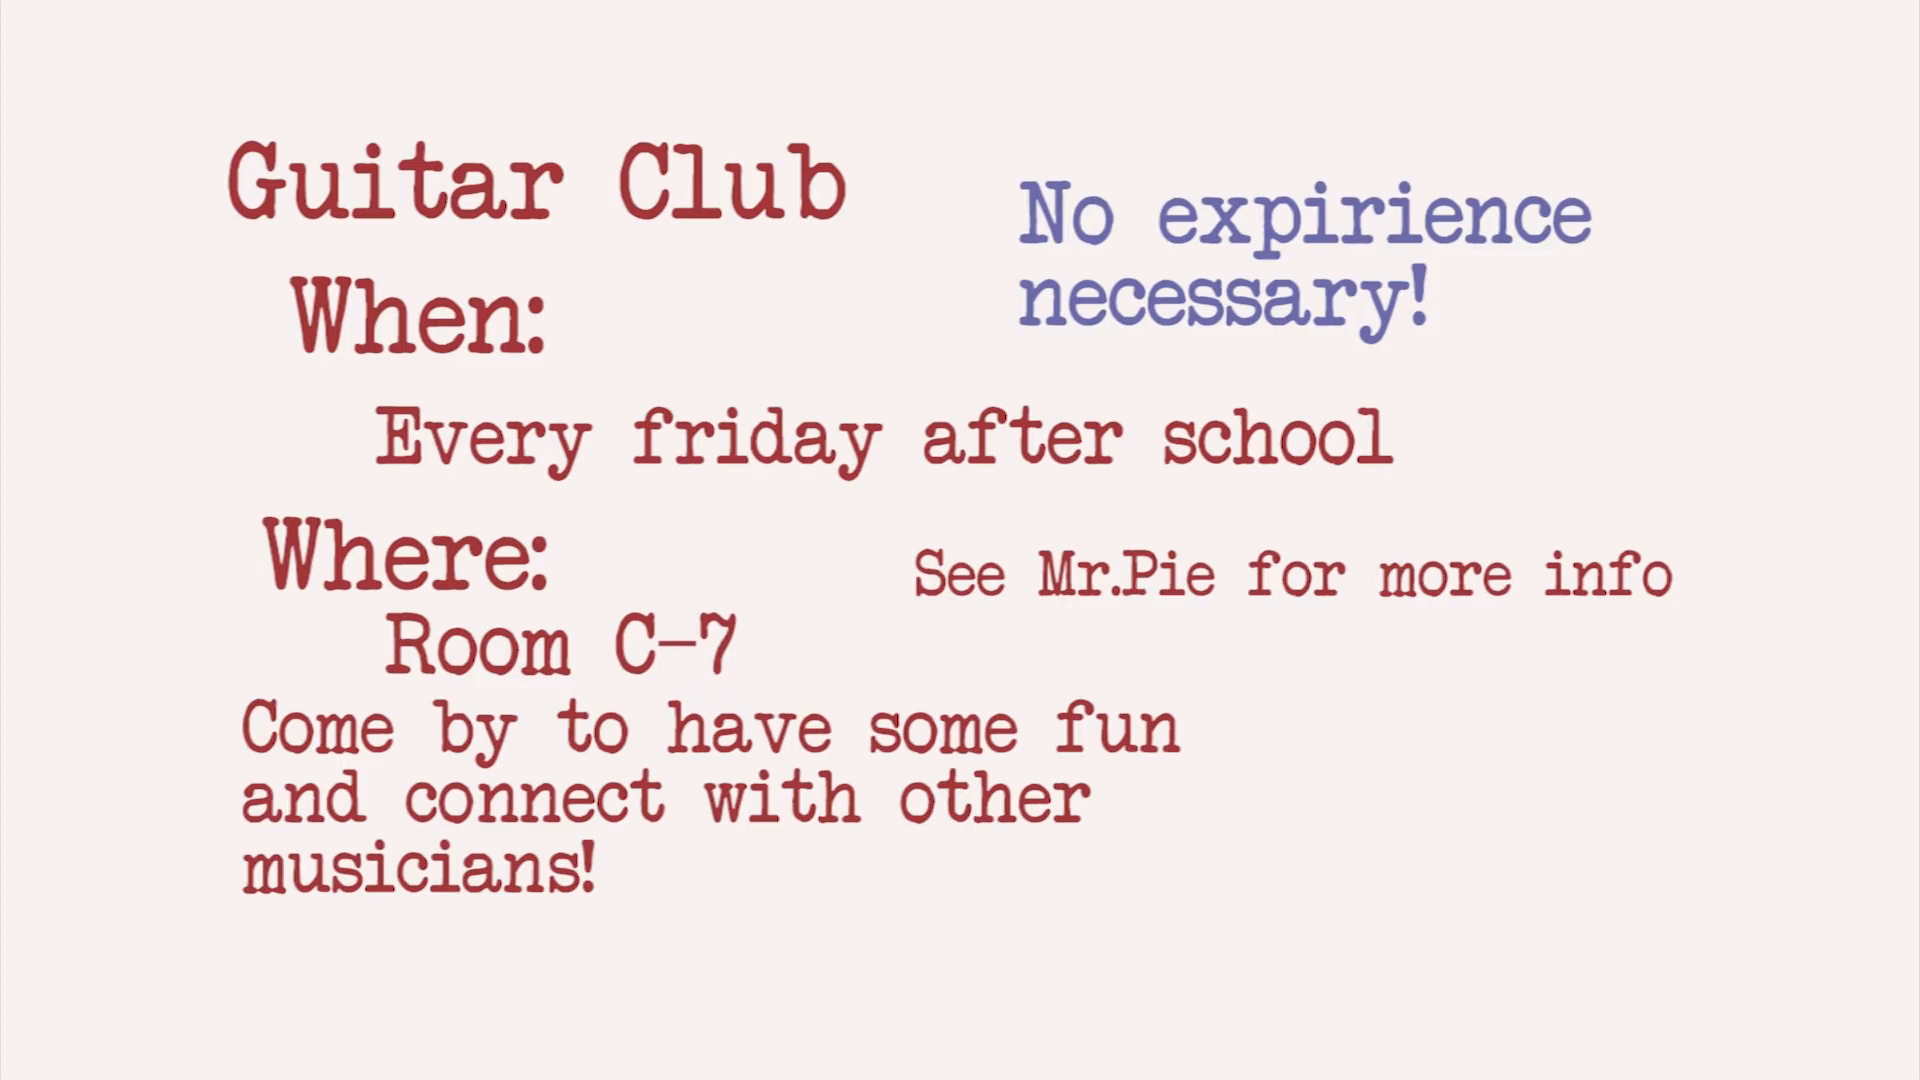 Guitar Club
No expirience
necessary!
When:
Every friday after school
Where:
See Mr.Pie for more info
Room C-7
Come by to have some fun
and connect with other
musicians!